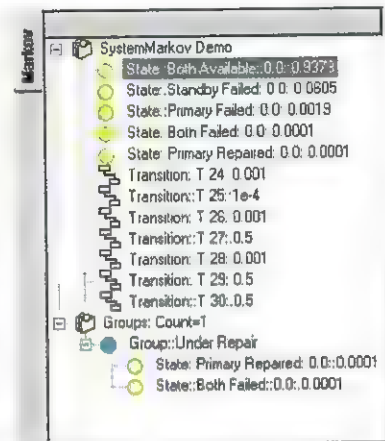 Markov
SystemMarkov Demo
State: Both Available::0.0::0.9379
State: Standby Failed: 0.0: 0.0605
State::Primary Failed: 0.0: 0.0019
State. Both Failed: 0.0: 0.0001
State: Primary Repaired: 0.0: 0.0001
Transition: T 24: 0.001
Transition:: T 25: 1e-4
Transition:: T 26: 0.001
Transition::T 27:.0.5
Transition: T 28: 0.001
Transition: T 29: 0.5
Transition: T 30:.0.5
Groups: Count=1
Group::Under Repair
State: Primary Repaired: 0.0::0.0001
State::Both Failed::0.0::0.0001